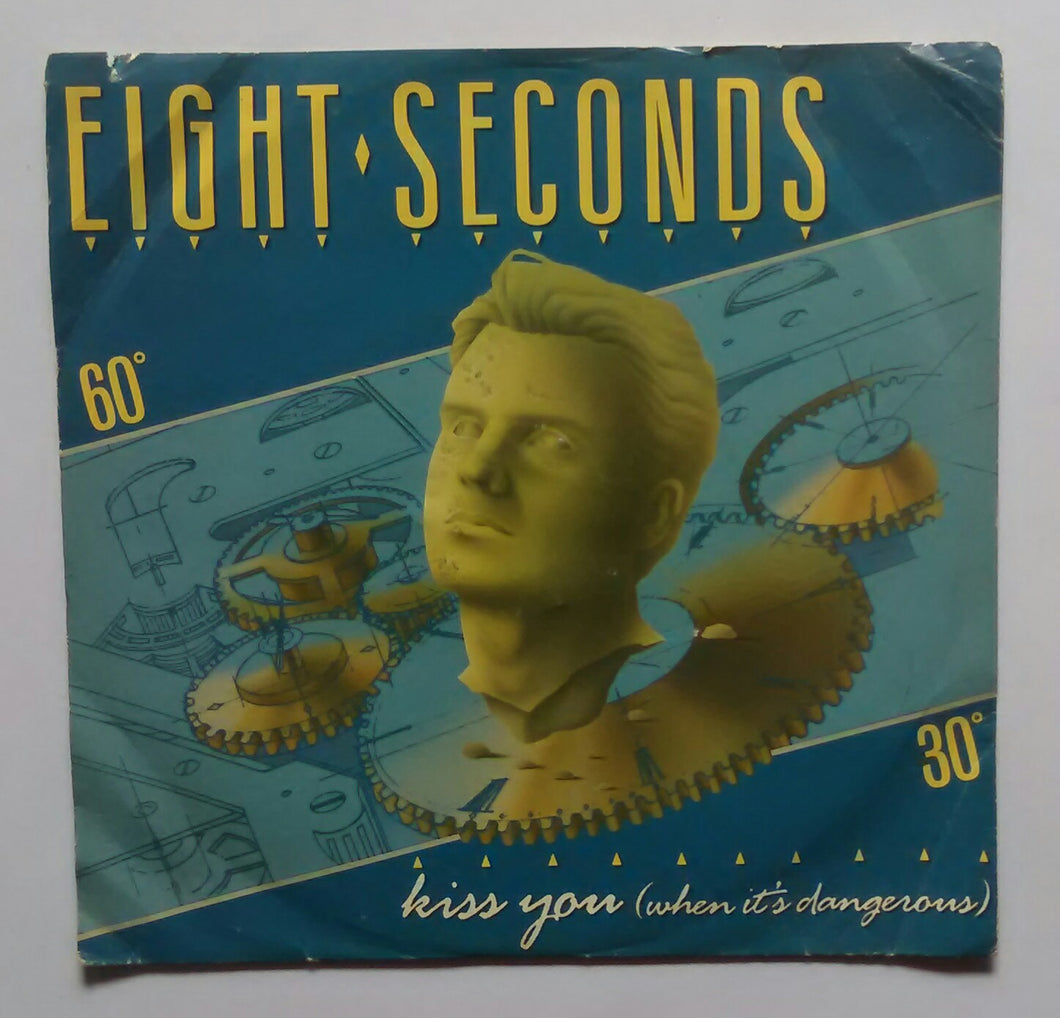 EIGHT ⬧ SECONDS
60°
30°
kiss you (when it's dangerous)